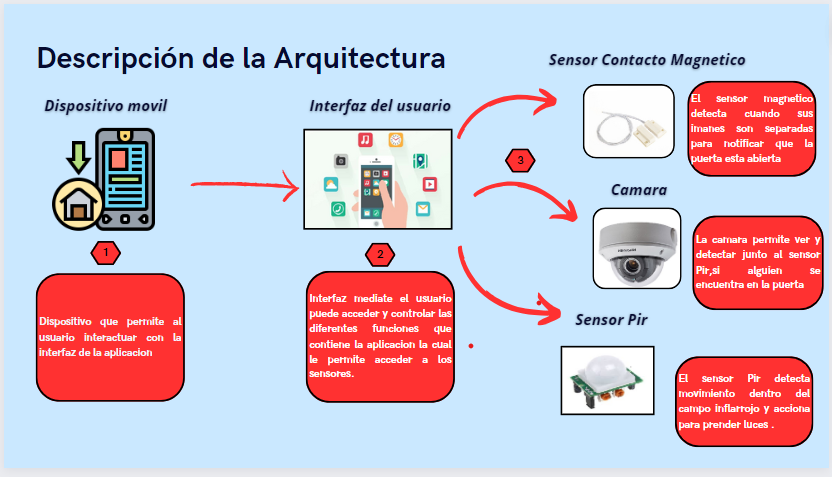 Descripción de la Arquitectura
Dispositivo movil
Interfaz del usuario
Sensor Contacto Magnetico
1
Dispositivo que permite al
usuario interactuar con la
interfaz de la aplicacion
2
Interfaz mediate el usuario
puede acceder y controlar las
diferentes funciones que
contiene la aplicacion la cual
le permite acceder a los
sensores.
3
El sensor magnetico
detecta cuando sus
imanes son separadas
para notificar que la
puerta esta abierta
Camara
La camara permite ver y
detectar junto al sensor
Pir,si alguien se
encuentra en la puerta
Sensor Pir
El sensor Pir detecta
movimiento dentro del
campo inflarrojo y acciona
para prender luces .